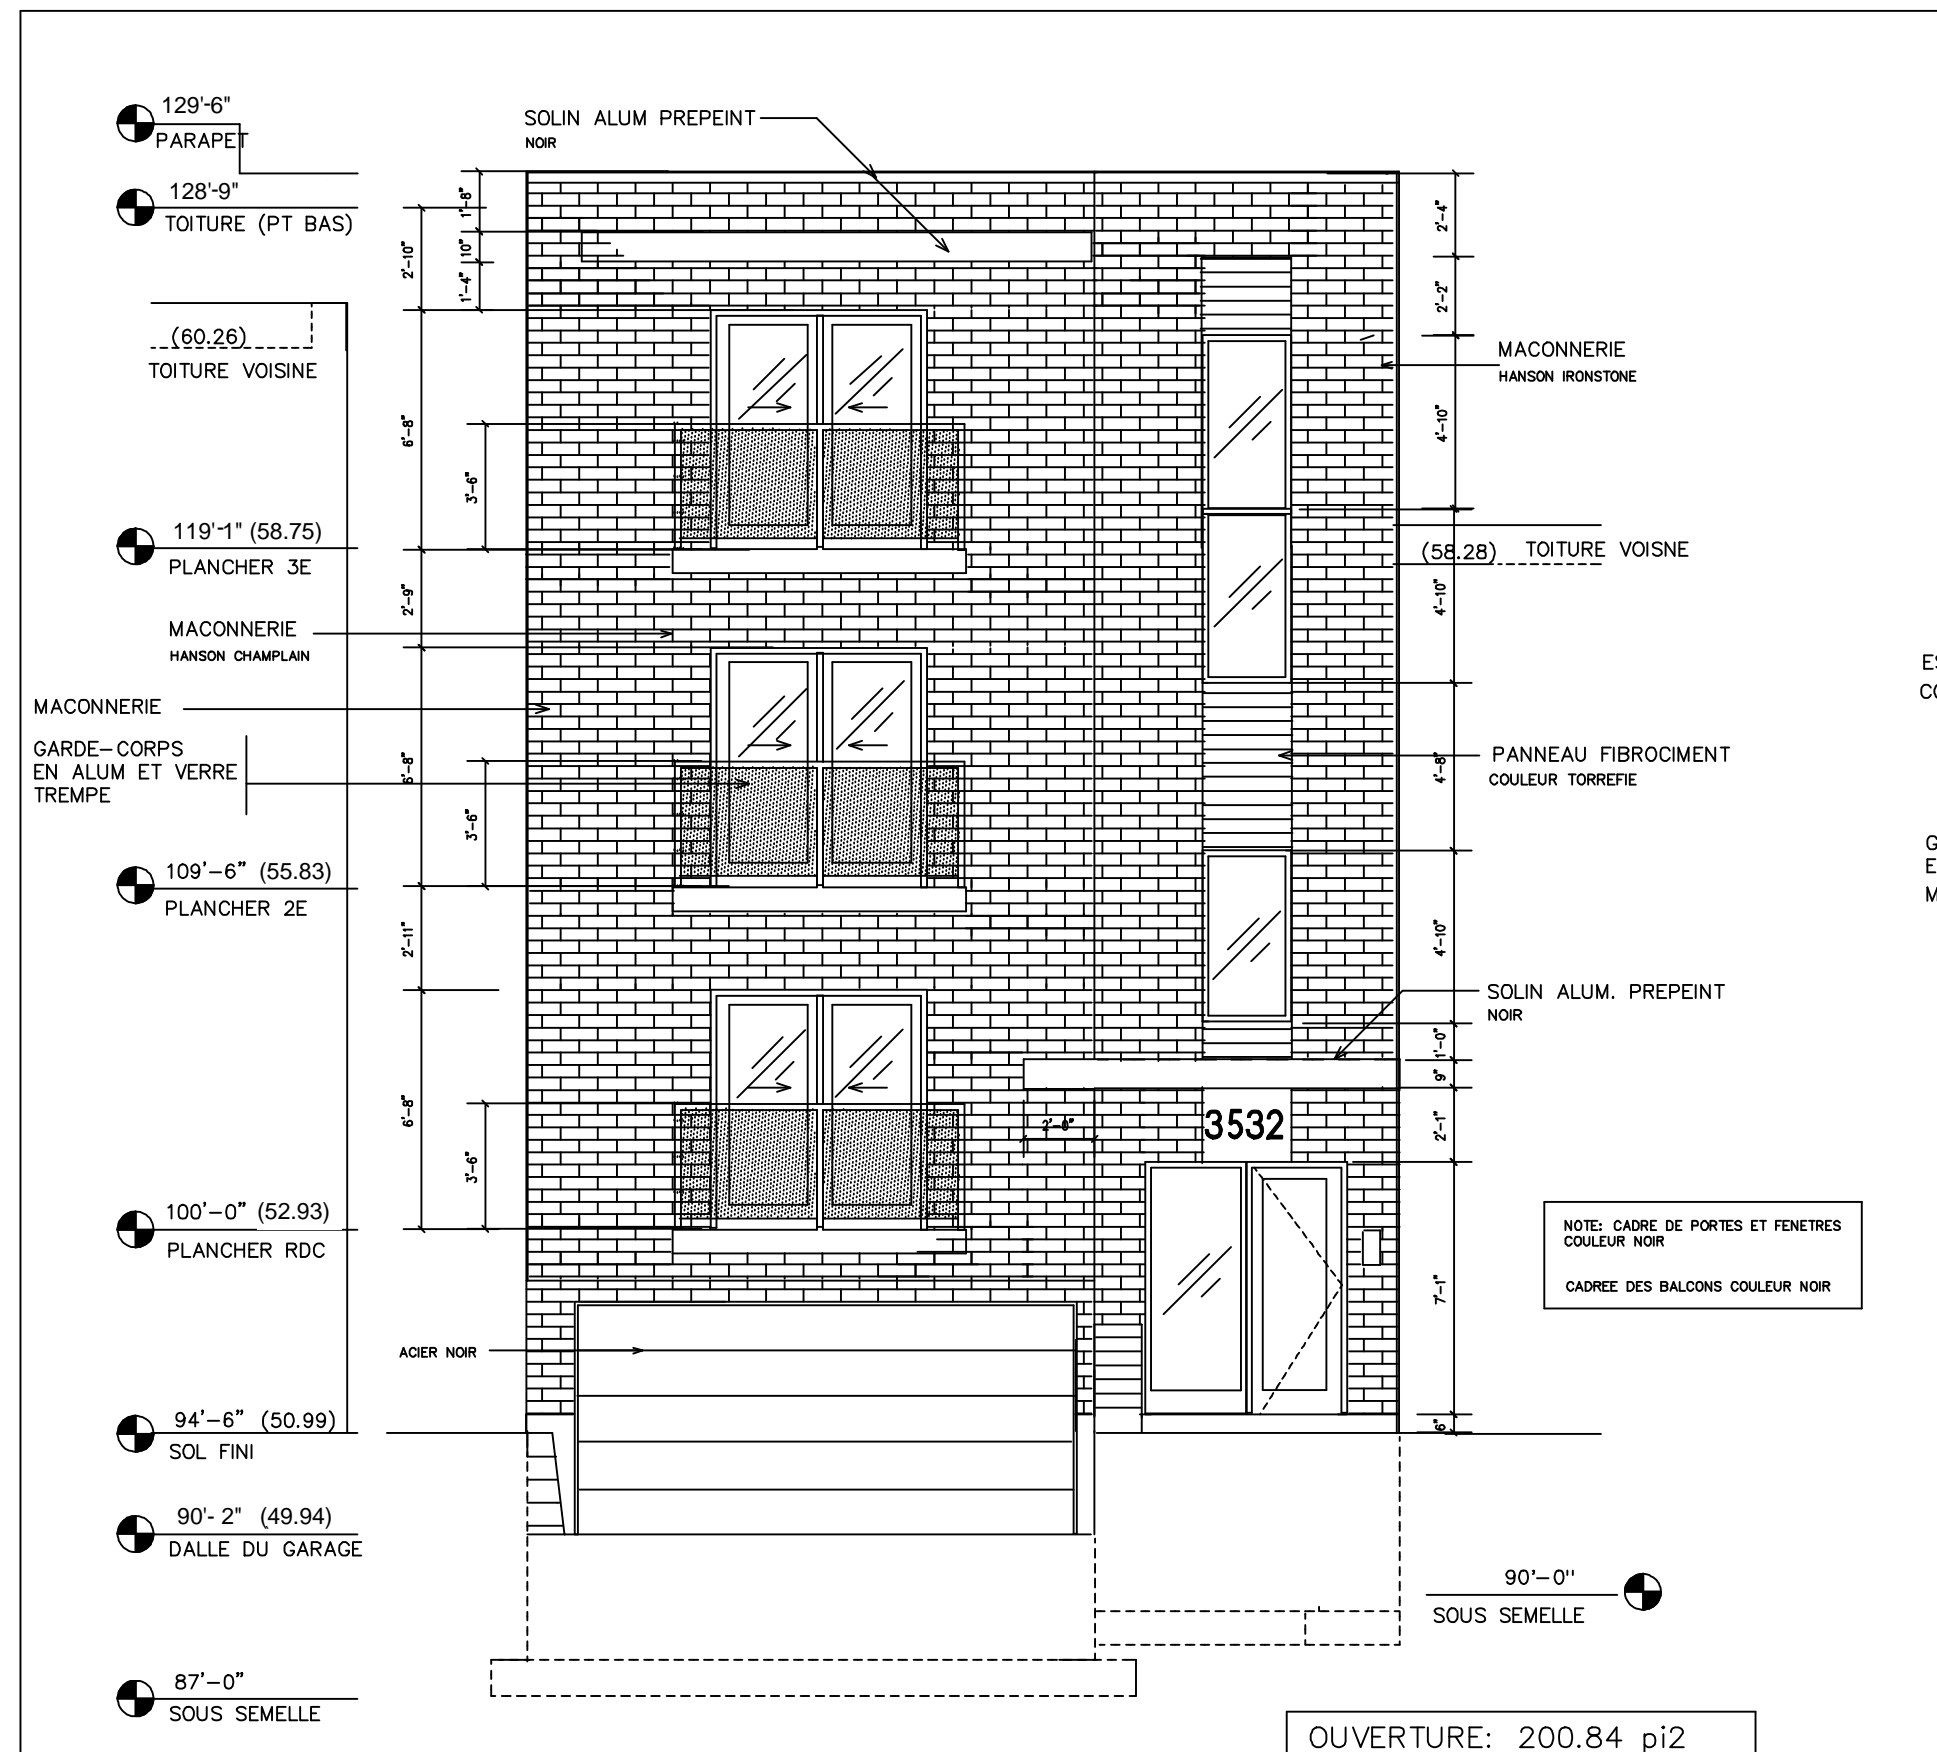 129'-6"
PARAPET
128'-9"
TOITURE (PT BAS)
(60.26)
TOITURE VOISINE
119'-1" (58.75)
PLANCHER 3E
MACONNERIE
HANSON CHAMPLAIN
MACONNERIE
GARDE-CORPS
EN ALUM ET VERRE
TREMPE
109'-6" (55.83)
PLANCHER 2E
100'-0" (52.93)
PLANCHER RDC
ACIER NOIR
94'-6" (50.99)
SOL FINI
90'- 2" (49.94)
DALLE DU GARAGE
87'-0"
SOUS SEMELLE
SOLIN ALUM PREPEINT
NOIR
2'-10"
6'-8"
2'-9"
6'-8"
2'-11"
6'-8"
1'-8"
10"
1'-4"
3'-6"
3'-6"
3'-6"
2'-0"
3532
2'-4"
2'-2"
4'-10"
4'-10"
4'-8"
4'-10"
1'-0"
9"
2'-1"
7'-1"
6"
MACONNERIE
HANSON IRONSTONE
(58.28) TOITURE VOISNE
PANNEAU FIBROCIMENT
COULEUR TORREFIE
SOLIN ALUM. PREPEINT
NOIR
NOTE: CADRE DE PORTES ET FENETRES
COULEUR NOIR
CADREE DES BALCONS COULEUR NOIR
90'-0"
SOUS SEMELLE
OUVERTURE: 200.84 pi2